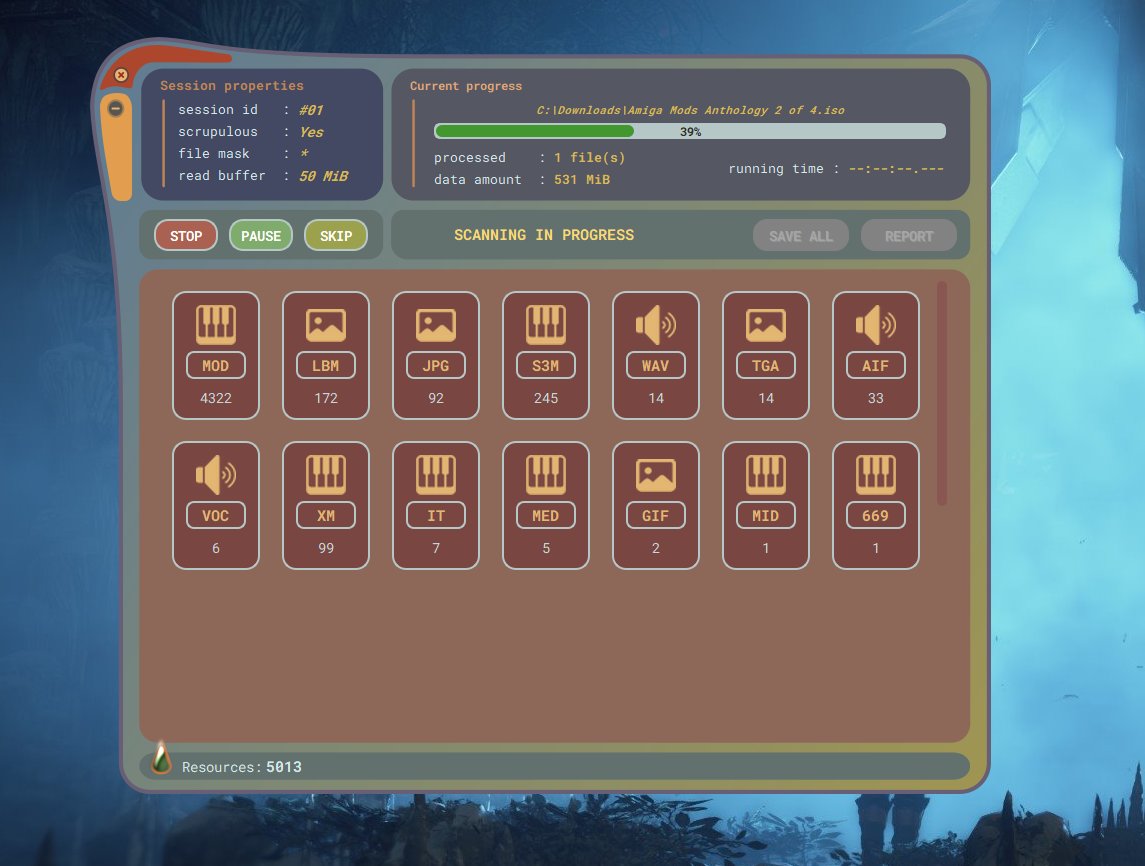 Session properties
session id : #01
scrupulous : Yes
file mask : *
read buffer : 50 MiB
Current progress
C:\Downloads\Amiga Mods Anthology 2 of 4.iso
39%
processed : 1 file(s)
data amount : 531 MiB
running time : --:--:--.---
STOP PAUSE SKIP
SCANNING IN PROGRESS
SAVE ALL REPORT
MOD LBM JPG S3M WAV TGA AIF
4322 172 92 245 14 14 33
VOC XM IT MED GIF MID 669
6 99 7 5 2 1 1
Resources: 5013